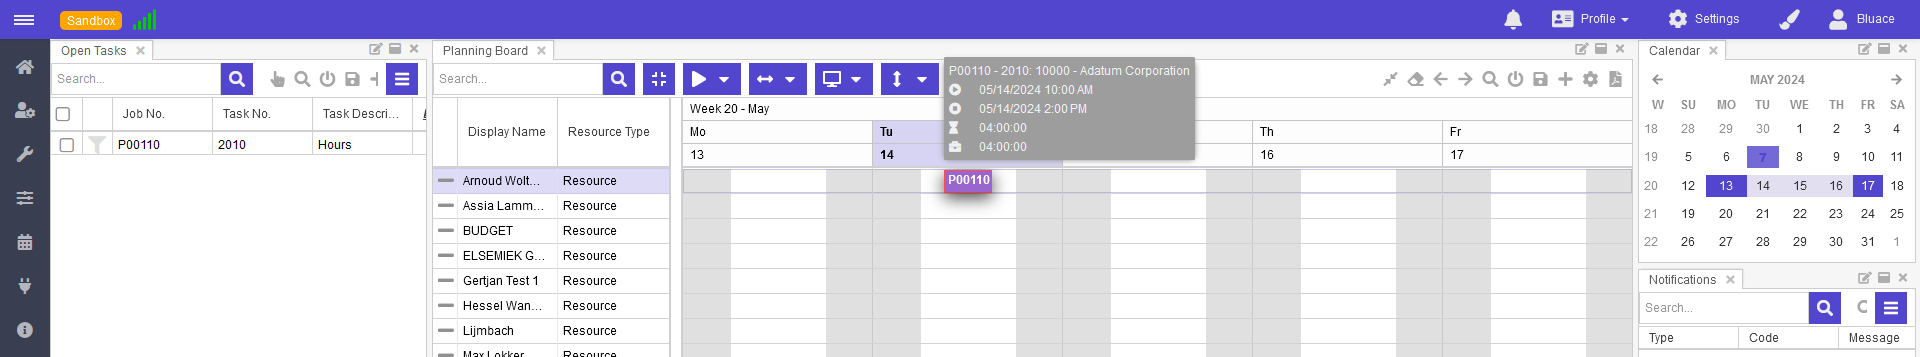 Sandbox
Profile
Settings
Bluace
Open Tasks
Search...
Job No.
Task No.
Task Descri...
P00110
2010
Hours
Planning Board
Search...
P00110 - 2010: 10000 - Adatum Corporation
05/14/2024 10:00 AM
05/14/2024 2:00 PM
04:00:00
04:00:00
Display Name
Resource Type
Week 20 - May
Mo
Tu
Th
Fr
13
14
16
17
Arnoud Wolt...
Resource
P00110
Assia Lamm...
Resource
BUDGET
Resource
ELSEMIEK G...
Resource
Gertjan Test 1
Resource
Hessel Wan...
Resource
Lijmbach
Resource
Max Lokker
Resource
Calendar
MAY 2024
W SU MO TU WE TH FR SA
18 28 29 30 1 2 3 4
19 5 6 7 8 9 10 11
20 12 13 14 15 16 17 18
21 19 20 21 22 23 24 25
22 26 27 28 29 30 31 1
Notifications
Search...
Type
Code
Message